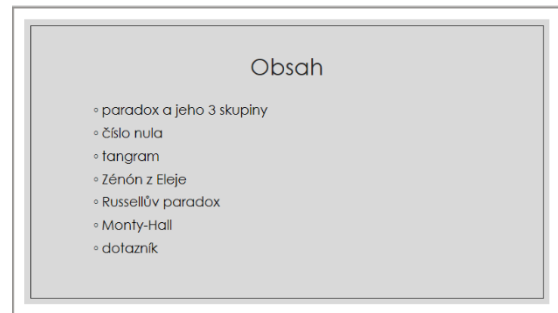 Obsah
◦ paradox a jeho 3 skupiny
◦ číslo nula
◦ tangram
◦ Zénón z Eleje
◦ Russellův paradox
◦ Monty-Hall
◦ dotazník